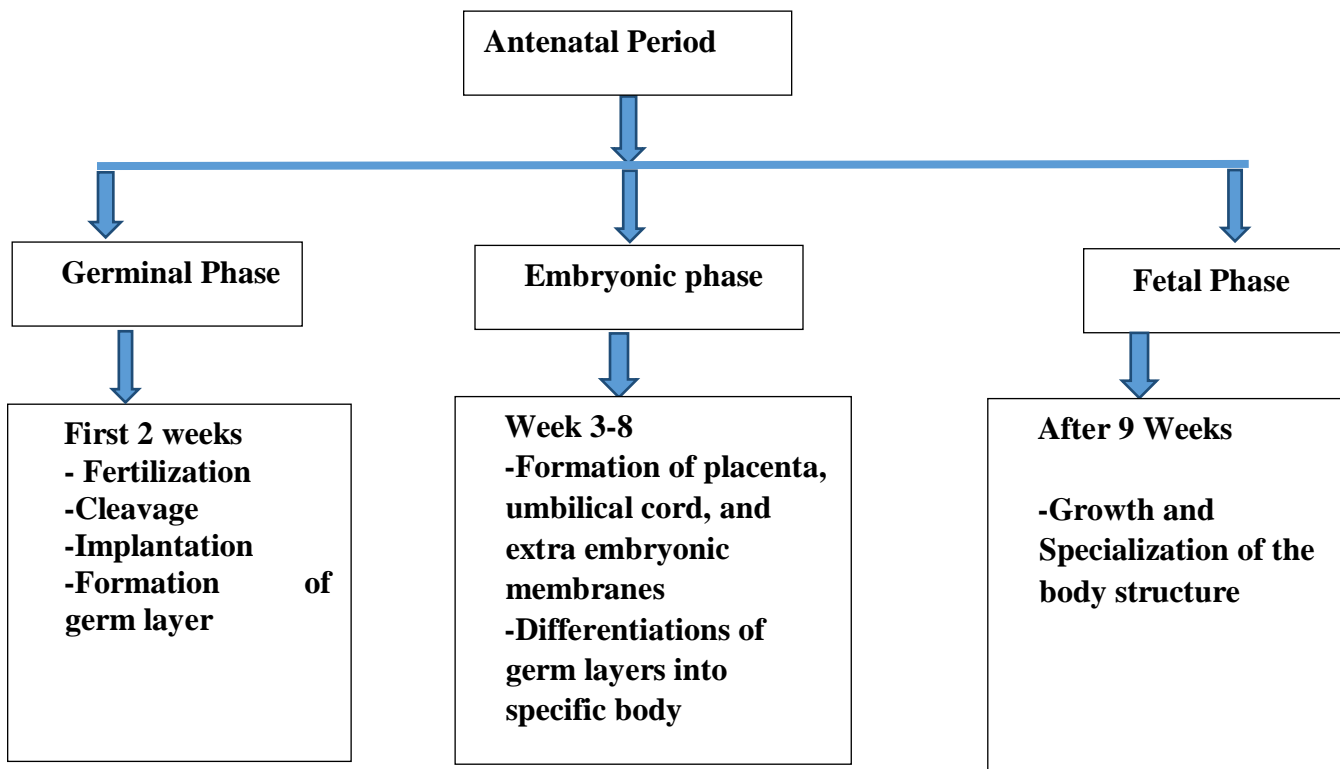 Antenatal Period
Germinal Phase
Embryonic phase
Fetal Phase
First 2 weeks
- Fertilization
-Cleavage
-Implantation
-Formation of
germ layer
Week 3-8
-Formation of placenta,
umbilical cord, and
extra embryonic
membranes
-Differentiations of
germ layers into
specific body
After 9 Weeks
-Growth and
Specialization of the
body structure